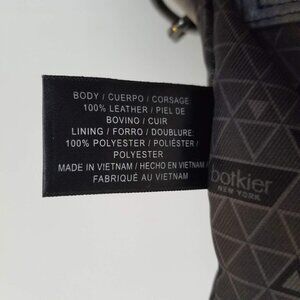 BODY / CUERPO / CORSAGE
100% LEATHER / PIEL DE
BOVINO / CUIR
LINING / FORRO / DOUBLURE:
100% POLYESTER / POLIÉSTER /
POLYESTER
MADE IN VIETNAM / HECHO EN VIETNAM /
FABRIQUÉ AU VIETNAM
botkier
NEW YORK